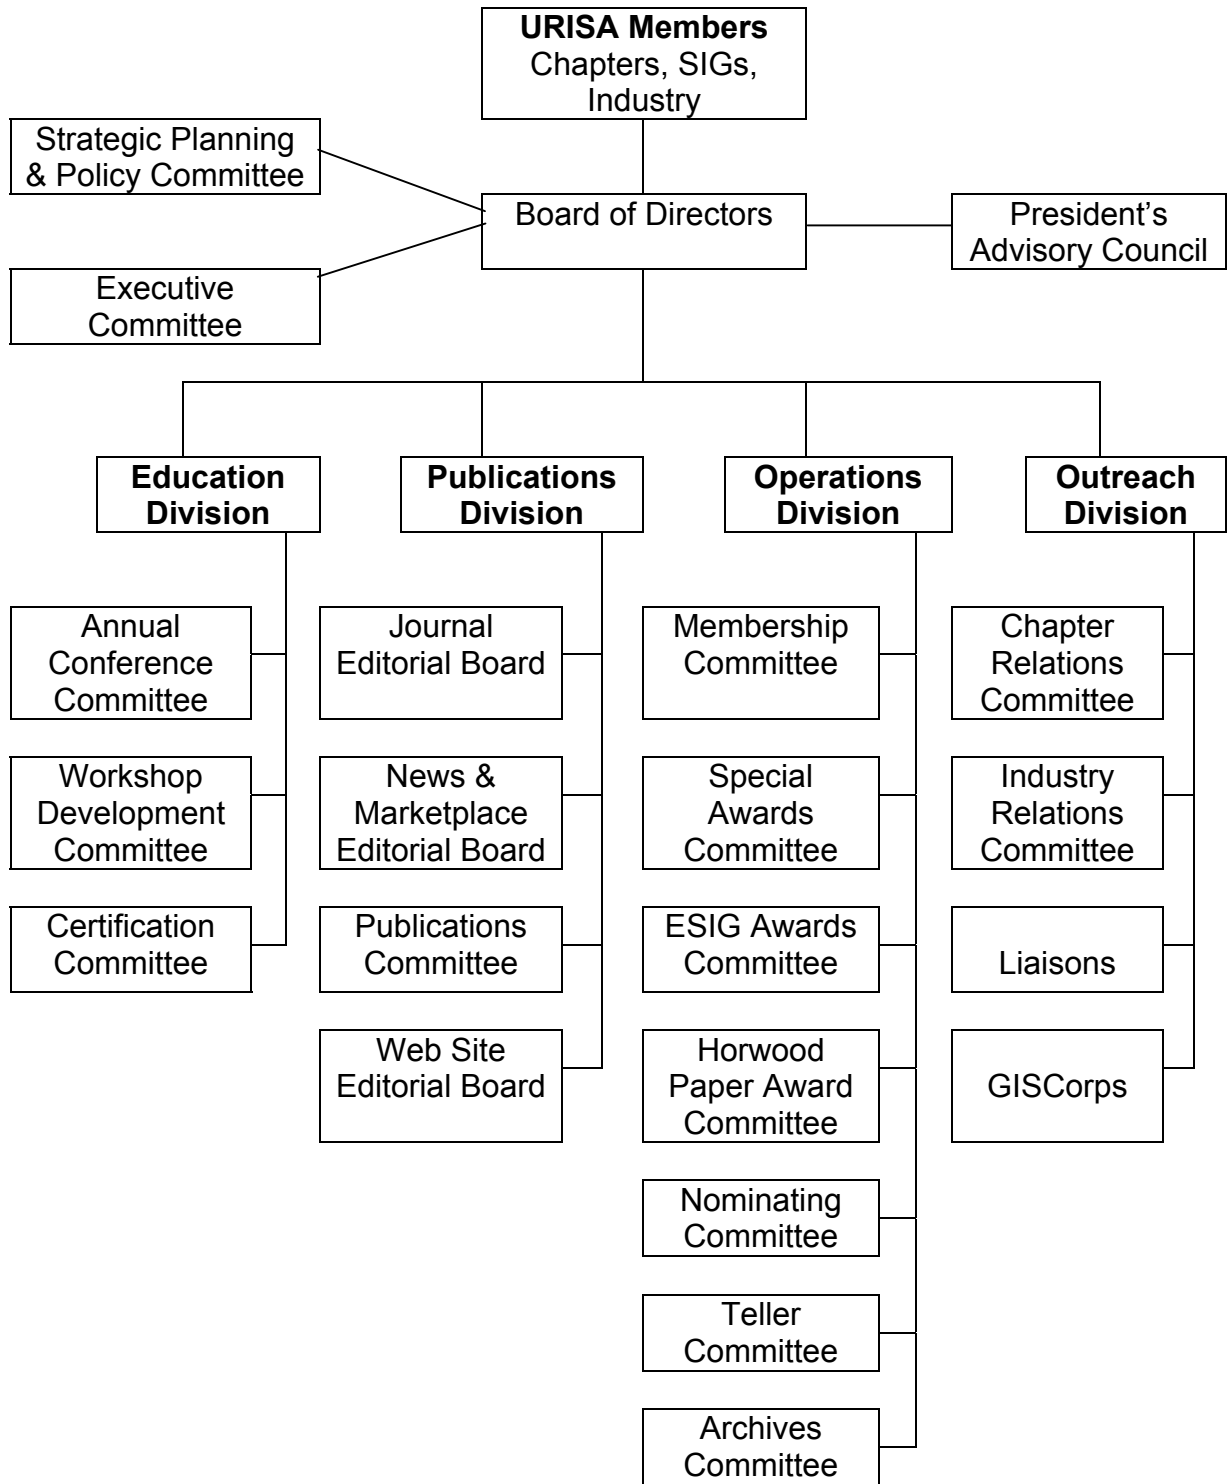 URISA Members
Chapters, SIGs,
Industry
Strategic Planning
& Policy Committee
Board of Directors
President’s
Advisory Council
Executive
Committee
Education
Division
Publications
Division
Operations
Division
Outreach
Division
Annual
Conference
Committee
Journal
Editorial Board
Membership
Committee
Chapter
Relations
Committee
Workshop
Development
Committee
News &
Marketplace
Editorial Board
Special
Awards
Committee
Industry
Relations
Committee
Certification
Committee
Publications
Committee
ESIG Awards
Committee
Liaisons
Web Site
Editorial Board
Horwood
Paper Award
Committee
GISCorps
Nominating
Committee
Teller
Committee
Archives
Committee